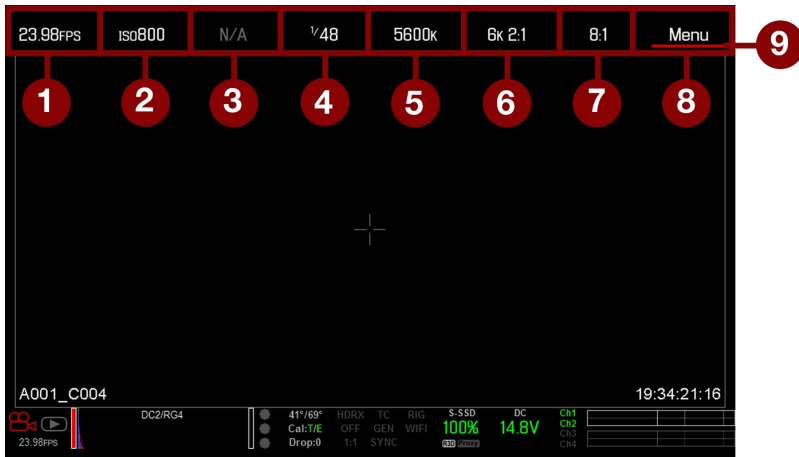 23.98FPS ISO800 N/A 1/48 5600K 6K 2:1 8:1 Menu
9
1 2 3 4 5 6 7 8
A001_C004 19:34:21:16
DC2/RG4 41°/69° HDRX TC RIG S-SSD DC Ch1
Cal:T/E OFF GEN WIFI 100% 14.8V Ch2
23.98FPS Drop:0 1:1 SYNC R3D Proxy Ch3
Ch4